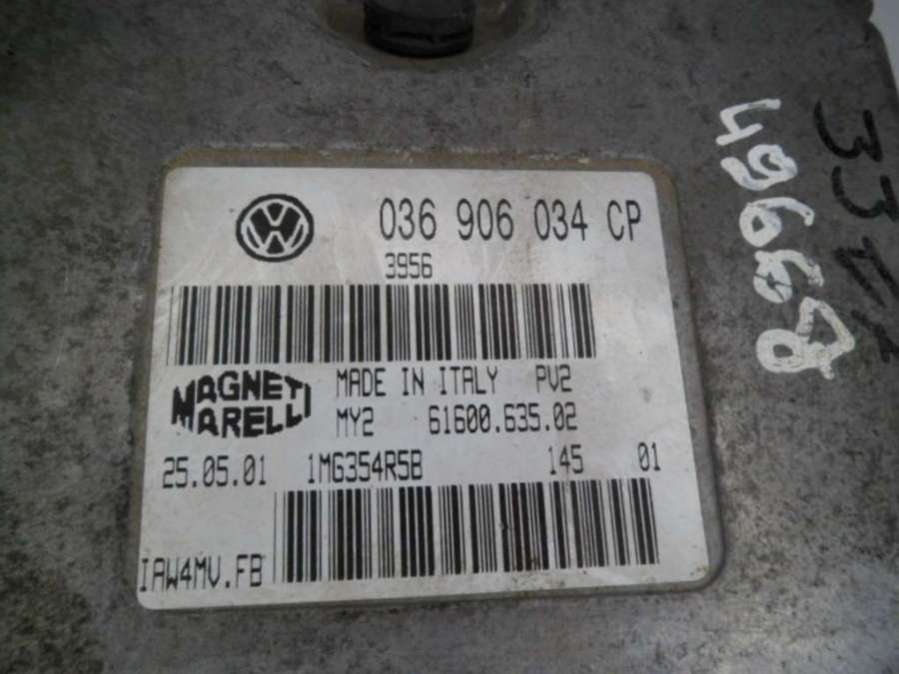 036 906 034 CP
3956
MAGNETI MARELLI
MADE IN ITALY PV2
MY2 61600.635.02
25.05.01 1MG354R5B 145 01
IAW4MV.FB
49668